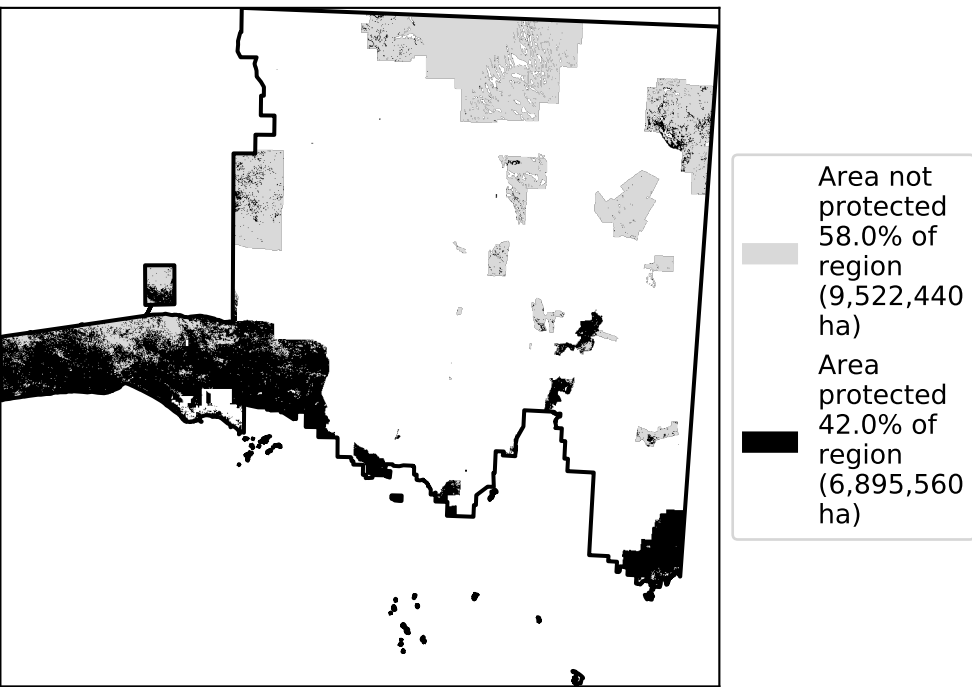 Area not
protected
58.0% of
region
(9,522,440
ha)
Area
protected
42.0% of
region
(6,895,560
ha)